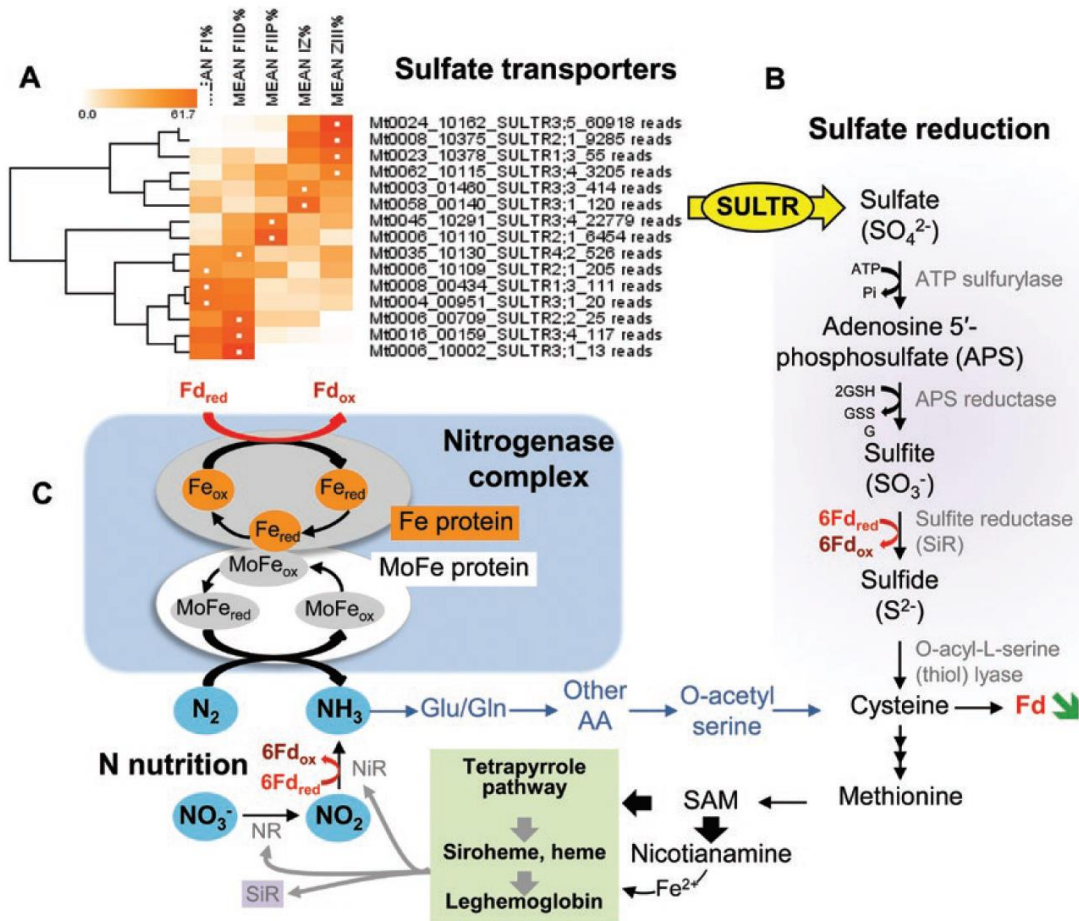 A
MEAN FI%
MEAN FIID%
MEAN FIIP%
MEAN IZ%
MEAN ZIII%
0.0
61.7
Sulfate transporters
Mt0024_10162_SULTR3;5_60918 reads
Mt0008_10375_SULTR2;1_9285 reads
Mt0023_10378_SULTR1;3_55 reads
Mt0062_10115_SULTR3;4_3205 reads
Mt0003_01460_SULTR3;3_414 reads
Mt0058_00140_SULTR3;1_120 reads
Mt0045_10291_SULTR3;4_22779 reads
Mt0006_10110_SULTR2;1_6454 reads
Mt0035_10130_SULTR4;2_526 reads
Mt0006_10109_SULTR2;1_205 reads
Mt0008_00434_SULTR1;3_111 reads
Mt0004_00951_SULTR3;1_20 reads
Mt0006_00709_SULTR2;2_25 reads
Mt0016_00159_SULTR3;4_117 reads
Mt0006_10002_SULTR3;1_13 reads
B
Sulfate reduction
SULTR
Sulfate
(SO₄²⁻)
ATP
Pi
ATP sulfurylase
Adenosine 5′-
phosphosulfate (APS)
2GSH
GSS
G
APS reductase
Sulfite
(SO₃⁻)
6Fdred
6Fdox
Sulfite reductase
(SiR)
Sulfide
(S²⁻)
O-acyl-L-serine
(thiol) lyase
Cysteine
Fd
Methionine
C
Fdred
Fdox
Nitrogenase
complex
Feox
Fered
Fered
Fe protein
MoFe protein
MoFeox
MoFered
MoFeox
N₂
NH₃
Glu/Gln
Other
AA
O-acetyl
serine
N nutrition
6Fdox
6Fdred
NiR
NO₃⁻
NO₂
NR
SiR
Tetrapyrrole
pathway
Siroheme, heme
Leghemoglobin
SAM
Nicotianamine
Fe²⁺